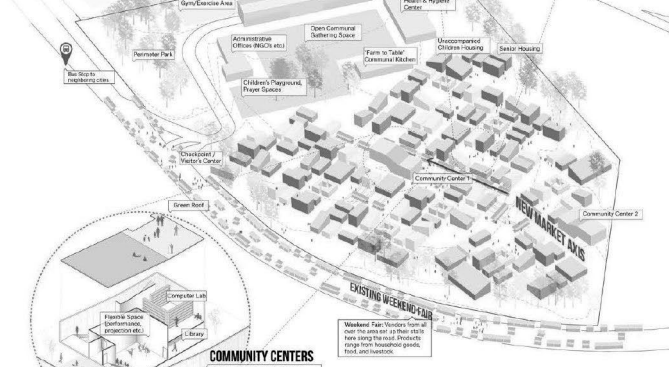 Gym/Exercise Area
Health & Hygiene
Center
Open Communal
Gathering Space
Administrative
Offices (NGO's etc)
Unaccompanied
Children Housing
Senior Housing
Perimeter Park
"Farm to Table"
Communal Kitchen
Bus Stop to
neighboring cities
Children's Playground,
Prayer Spaces
Checkpoint /
Visitor's Center
Community Center 1
Green Roof
NEW MARKET AXIS
Community Center 2
Computer Lab
EXISTING WEEKEND FAIR
Flexible Space
(performance,
projection etc.)
Library
Weekend Fair: Vendors from all
over the area set up their stalls
here along the road. Products
range from household goods,
food, and livestock.
COMMUNITY CENTERS